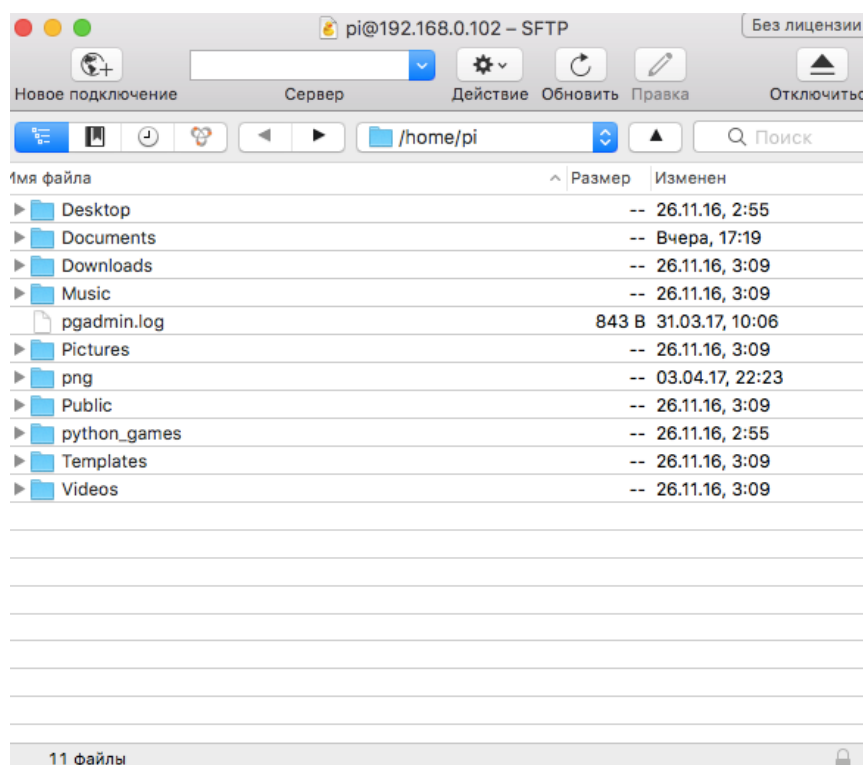 pi@192.168.0.102 – SFTP
Без лицензии
Новое подключение
Сервер
Действие
Обновить
Правка
Отключитьс
/home/pi
Поиск
Имя файла
Размер
Изменен
Desktop -- 26.11.16, 2:55
Documents -- Вчера, 17:19
Downloads -- 26.11.16, 3:09
Music -- 26.11.16, 3:09
pgadmin.log 843 B 31.03.17, 10:06
Pictures -- 26.11.16, 3:09
png -- 03.04.17, 22:23
Public -- 26.11.16, 3:09
python_games -- 26.11.16, 2:55
Templates -- 26.11.16, 3:09
Videos -- 26.11.16, 3:09
11 файлы